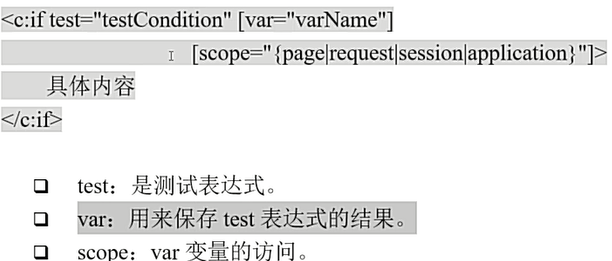 <c:if test="testCondition" [var="varName"]
[scope="{page|request|session|application}"]>
具体内容
</c:if>
❑ test：是测试表达式。
❑ var：用来保存 test 表达式的结果。
❑ scope：var 变量的访问。